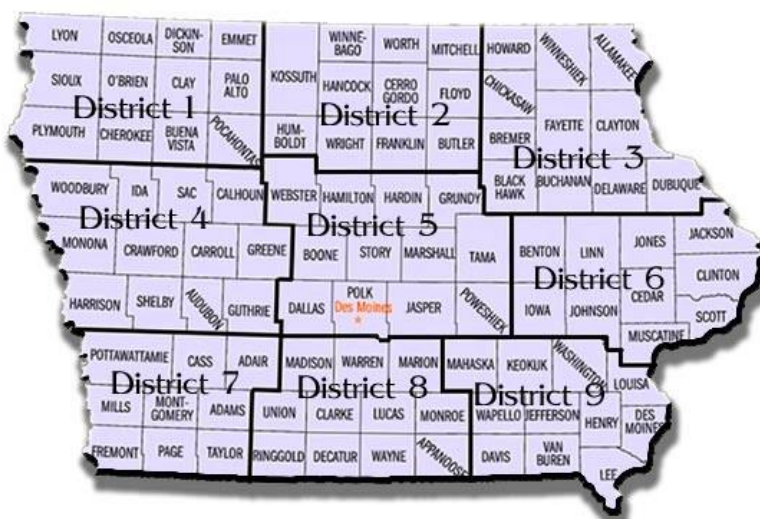 LYON
OSCEOLA
DICKIN-
SON
EMMET
SIOUX
O'BRIEN
CLAY
PALO
ALTO
District 1
PLYMOUTH
CHEROKEE
BUENA
VISTA
POCAHONTAS
KOSSUTH
WINNE-
BAGO
WORTH
MITCHELL
HANCOCK
CERRO
GORDO
FLOYD
District 2
HUM-
BOLDT
WRIGHT
FRANKLIN
BUTLER
HOWARD
WINNESHIEK
ALLAMAKEE
CHICKASAW
FAYETTE
CLAYTON
BREMER
District 3
BLACK
HAWK
BUCHANAN
DELAWARE
DUBUQUE
WOODBURY
IDA
SAC
CALHOUN
District 4
MONONA
CRAWFORD
CARROLL
GREENE
HARRISON
SHELBY
AUDUBON
GUTHRIE
WEBSTER
HAMILTON
HARDIN
GRUNDY
District 5
BOONE
STORY
MARSHALL
TAMA
DALLAS
POLK
Des Moines
JASPER
POWESHIEK
BENTON
LINN
JONES
JACKSON
District 6
CLINTON
IOWA
JOHNSON
CEDAR
SCOTT
MUSCATINE
POTTAWATTAMIE
CASS
ADAIR
District 7
MILLS
MONT-
GOMERY
ADAMS
FREMONT
PAGE
TAYLOR
MADISON
WARREN
MARION
District 8
UNION
CLARKE
LUCAS
MONROE
RINGGOLD
DECATUR
WAYNE
APPANOOSE
MAHASKA
KEOKUK
WASHINGTON
LOUISA
District 9
WAPELLO
JEFFERSON
HENRY
DES
MOINES
DAVIS
VAN
BUREN
LEE